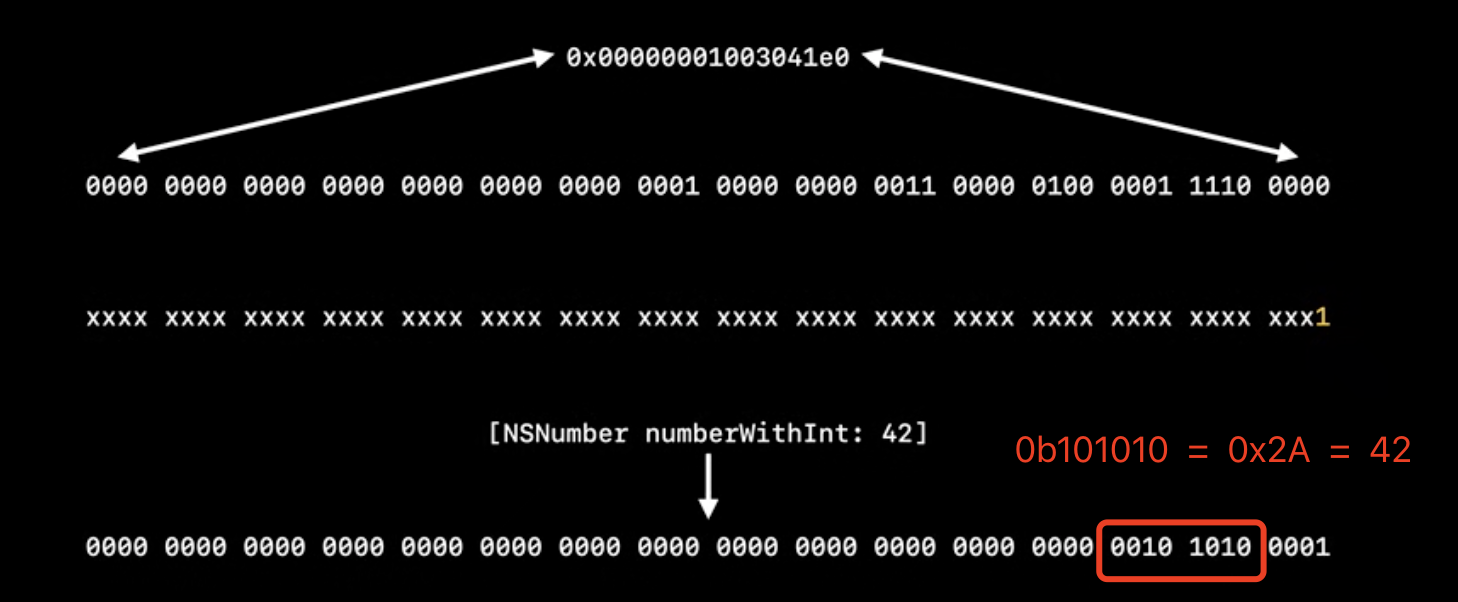 0x00000001003041e0
0000 0000 0000 0000 0000 0000 0000 0001 0000 0000 0011 0000 0100 0001 1110 0000
xxxx xxxx xxxx xxxx xxxx xxxx xxxx xxxx xxxx xxxx xxxx xxxx xxxx xxxx xxxx xxx1
[NSNumber numberWithInt: 42]
0b101010 = 0x2A = 42
0000 0000 0000 0000 0000 0000 0000 0000 0000 0000 0000 0000 0000 0010 1010 0001